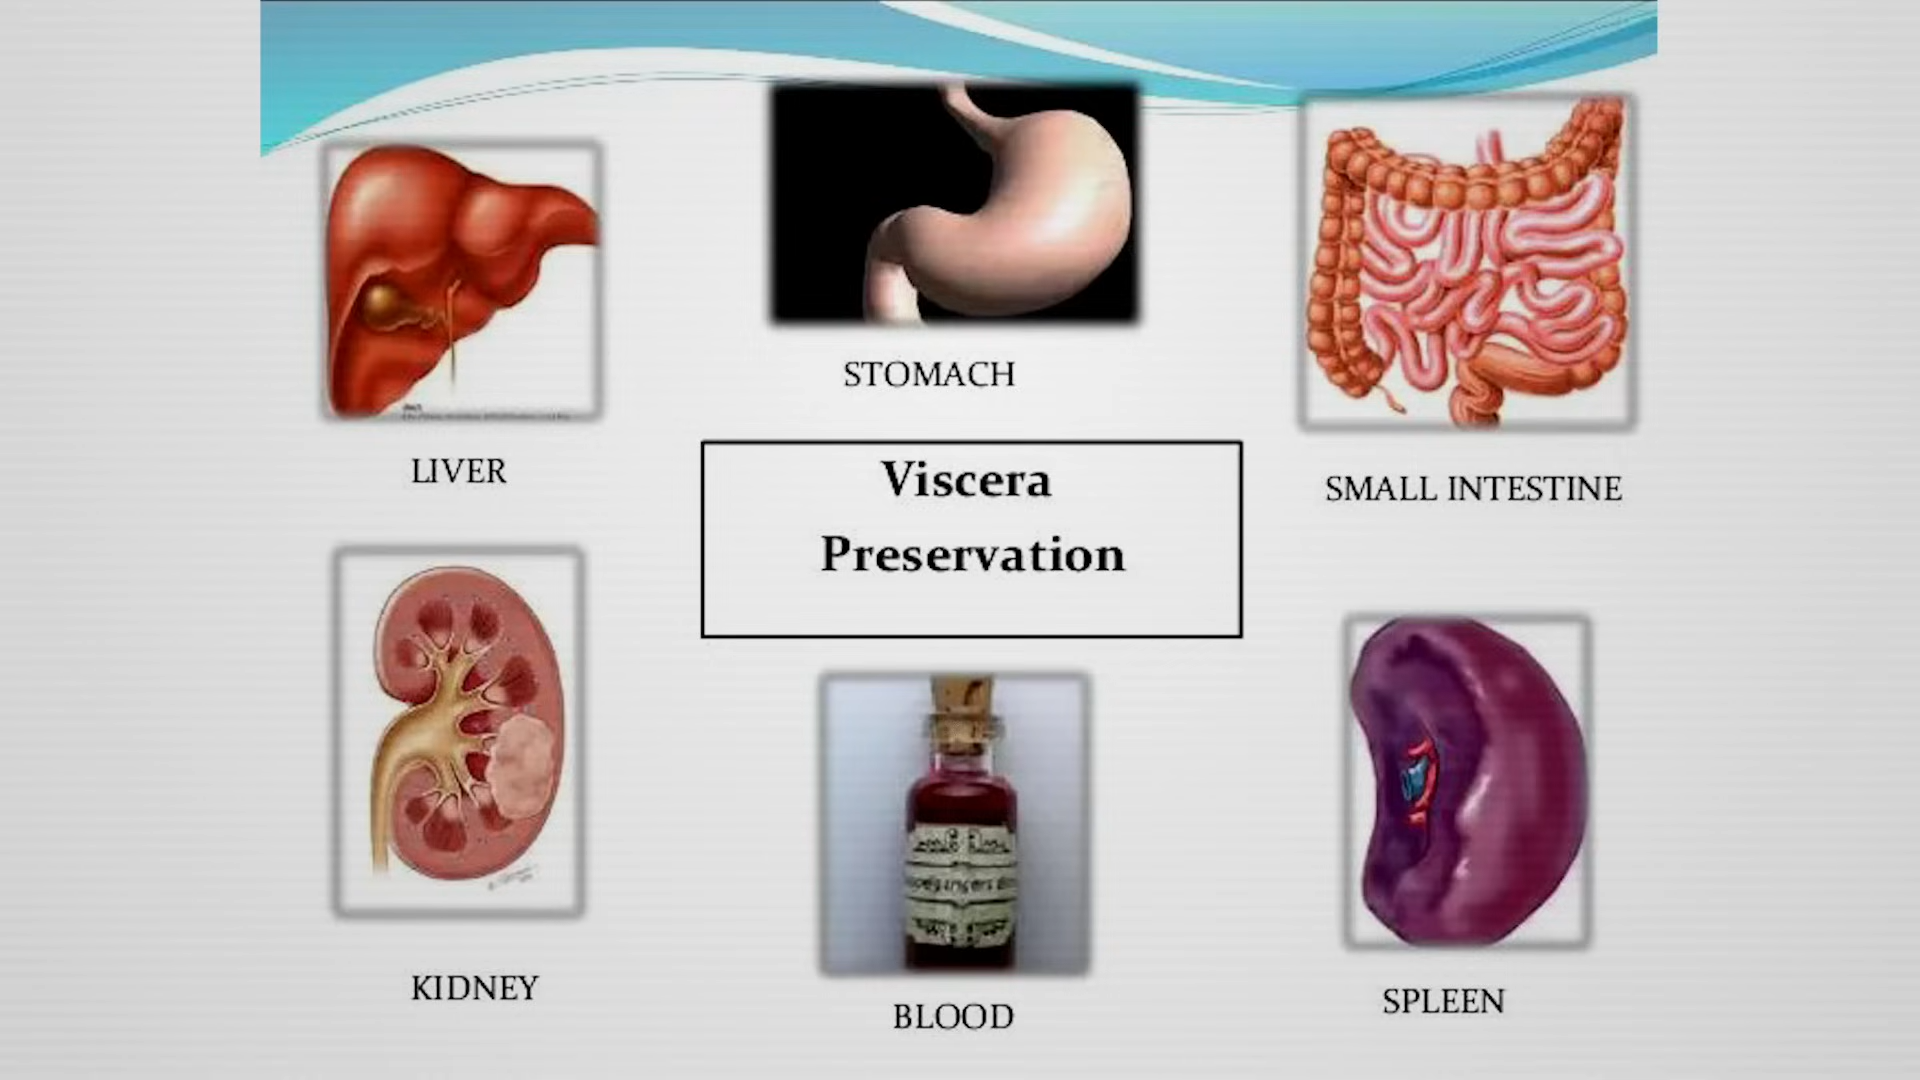 STOMACH
LIVER
SMALL INTESTINE
Viscera
Preservation
KIDNEY
BLOOD
SPLEEN